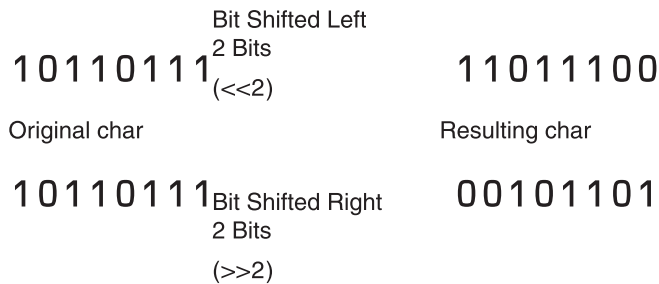 Bit Shifted Left
2 Bits
10110111 (<<2) 11011100
Original char Resulting char
10110111 Bit Shifted Right 00101101
2 Bits
(>>2)